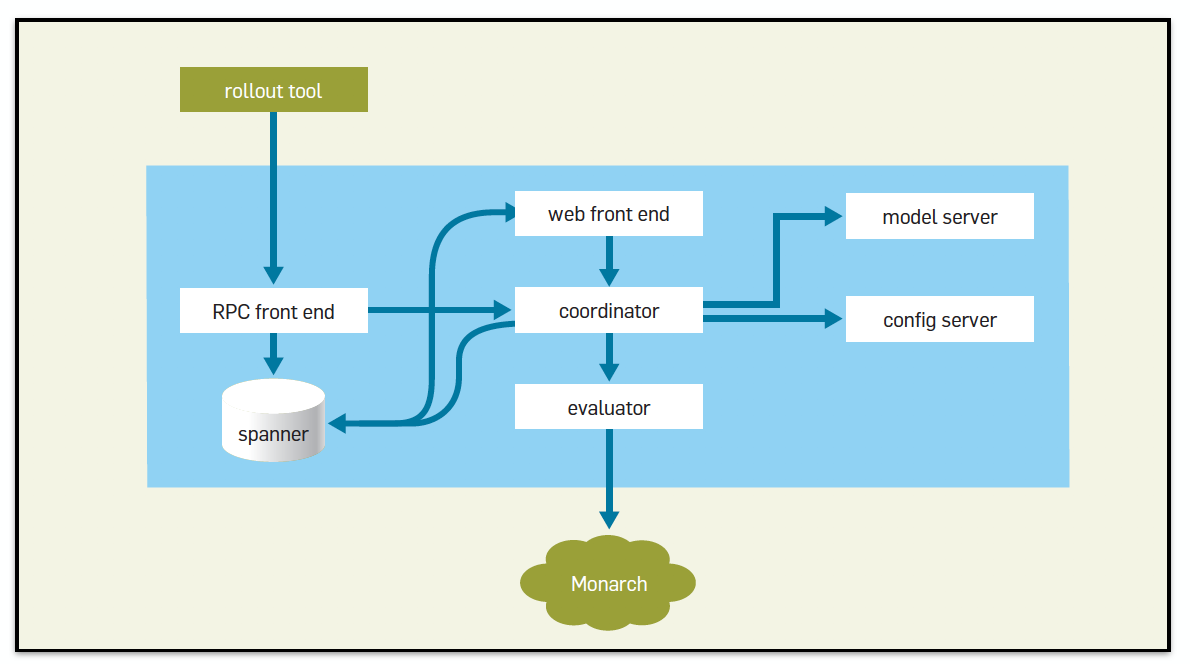 rollout tool
web front end
model server
RPC front end
coordinator
config server
evaluator
spanner
Monarch